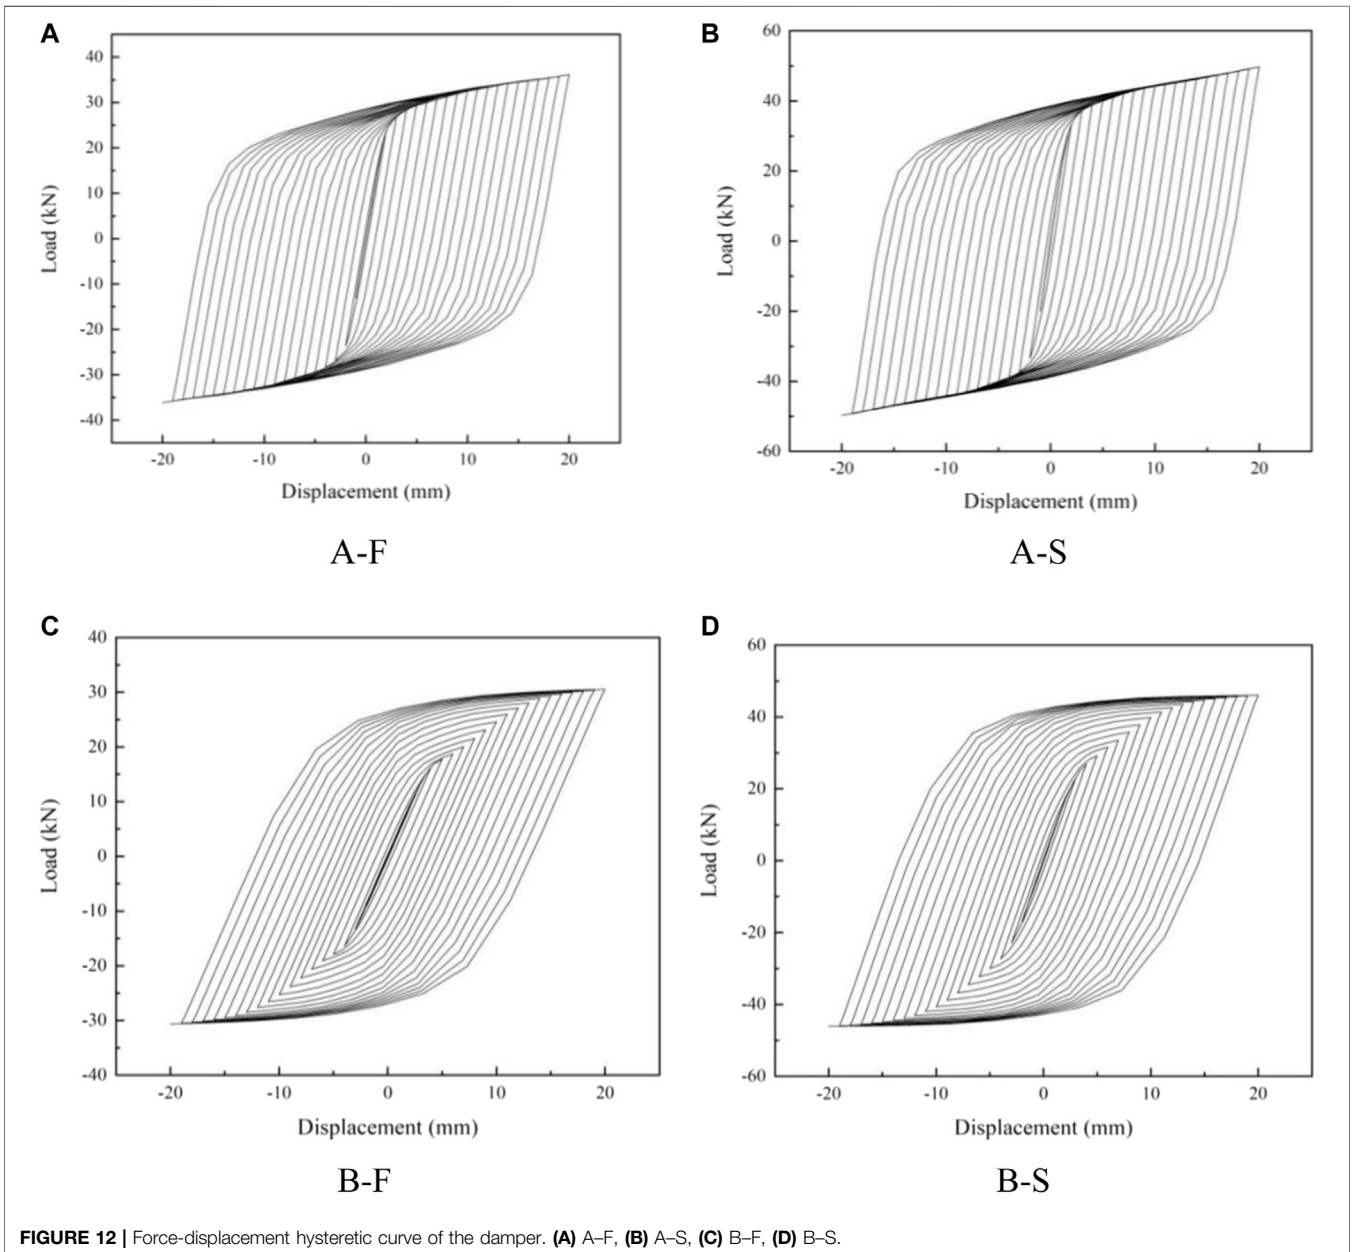 A
B
40
30
20
10
0
-10
-20
-30
-40
Load (kN)
-20 -10 0 10 20
Displacement (mm)
A-F
60
40
20
0
-20
-40
-60
Load (kN)
-20 -10 0 10 20
Displacement (mm)
A-S
C
D
40
30
20
10
0
-10
-20
-30
-40
Load (kN)
-20 -10 0 10 20
Displacement (mm)
B-F
60
40
20
0
-20
-40
-60
Load (kN)
-20 -10 0 10 20
Displacement (mm)
B-S
FIGURE 12 | Force-displacement hysteretic curve of the damper. (A) A–F, (B) A–S, (C) B–F, (D) B–S.